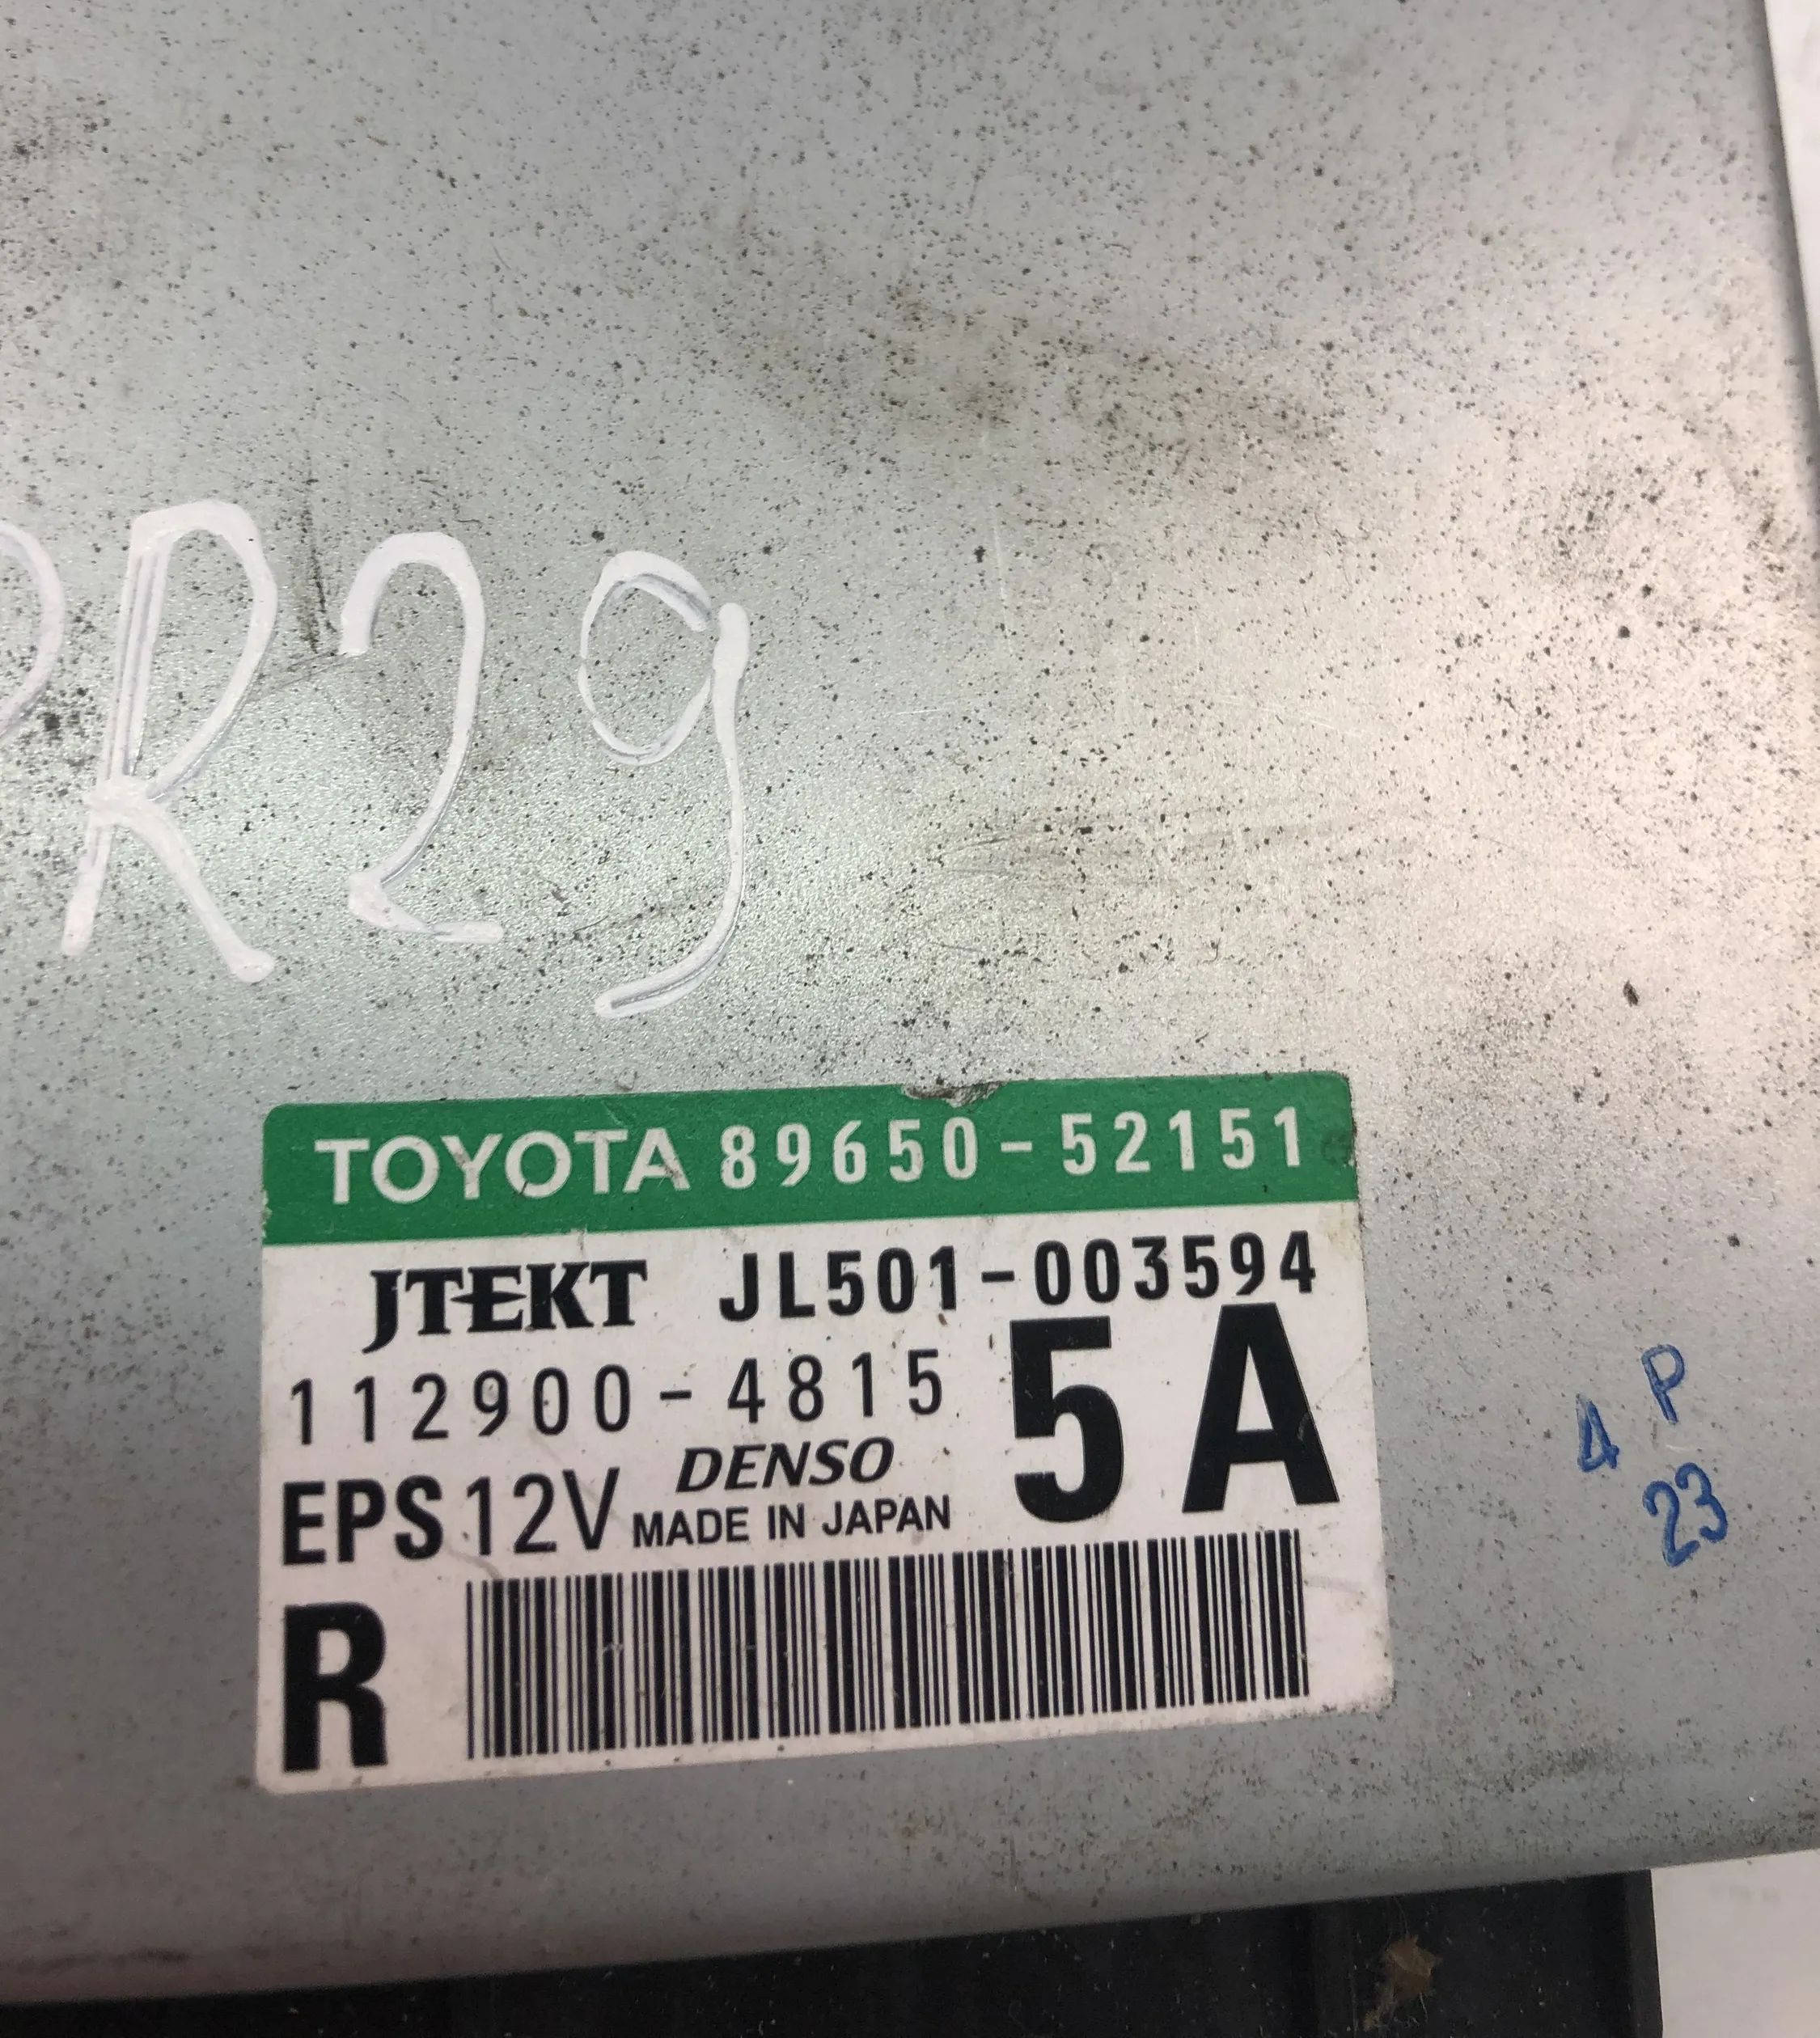 R29
TOYOTA 89650-52151
JTEKT JL501-003594
112900-4815 5A
DENSO
EPS 12V MADE IN JAPAN
R
4 P
23